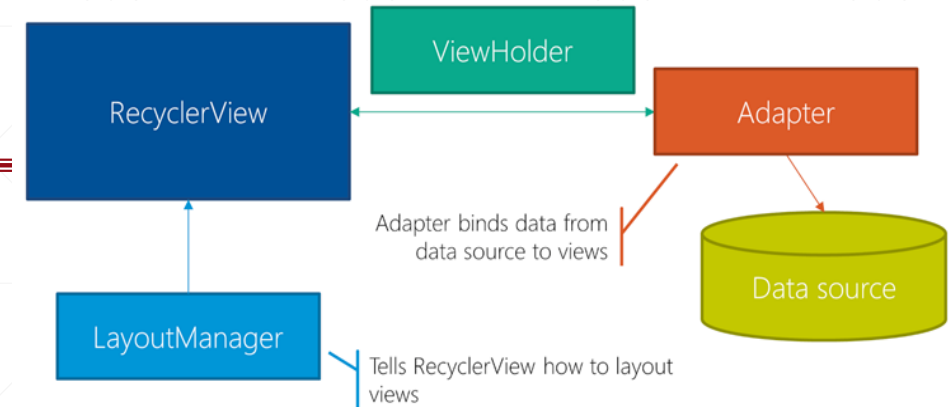 ViewHolder
RecyclerView
Adapter
Adapter binds data from
data source to views
Data source
LayoutManager
Tells RecyclerView how to layout
views